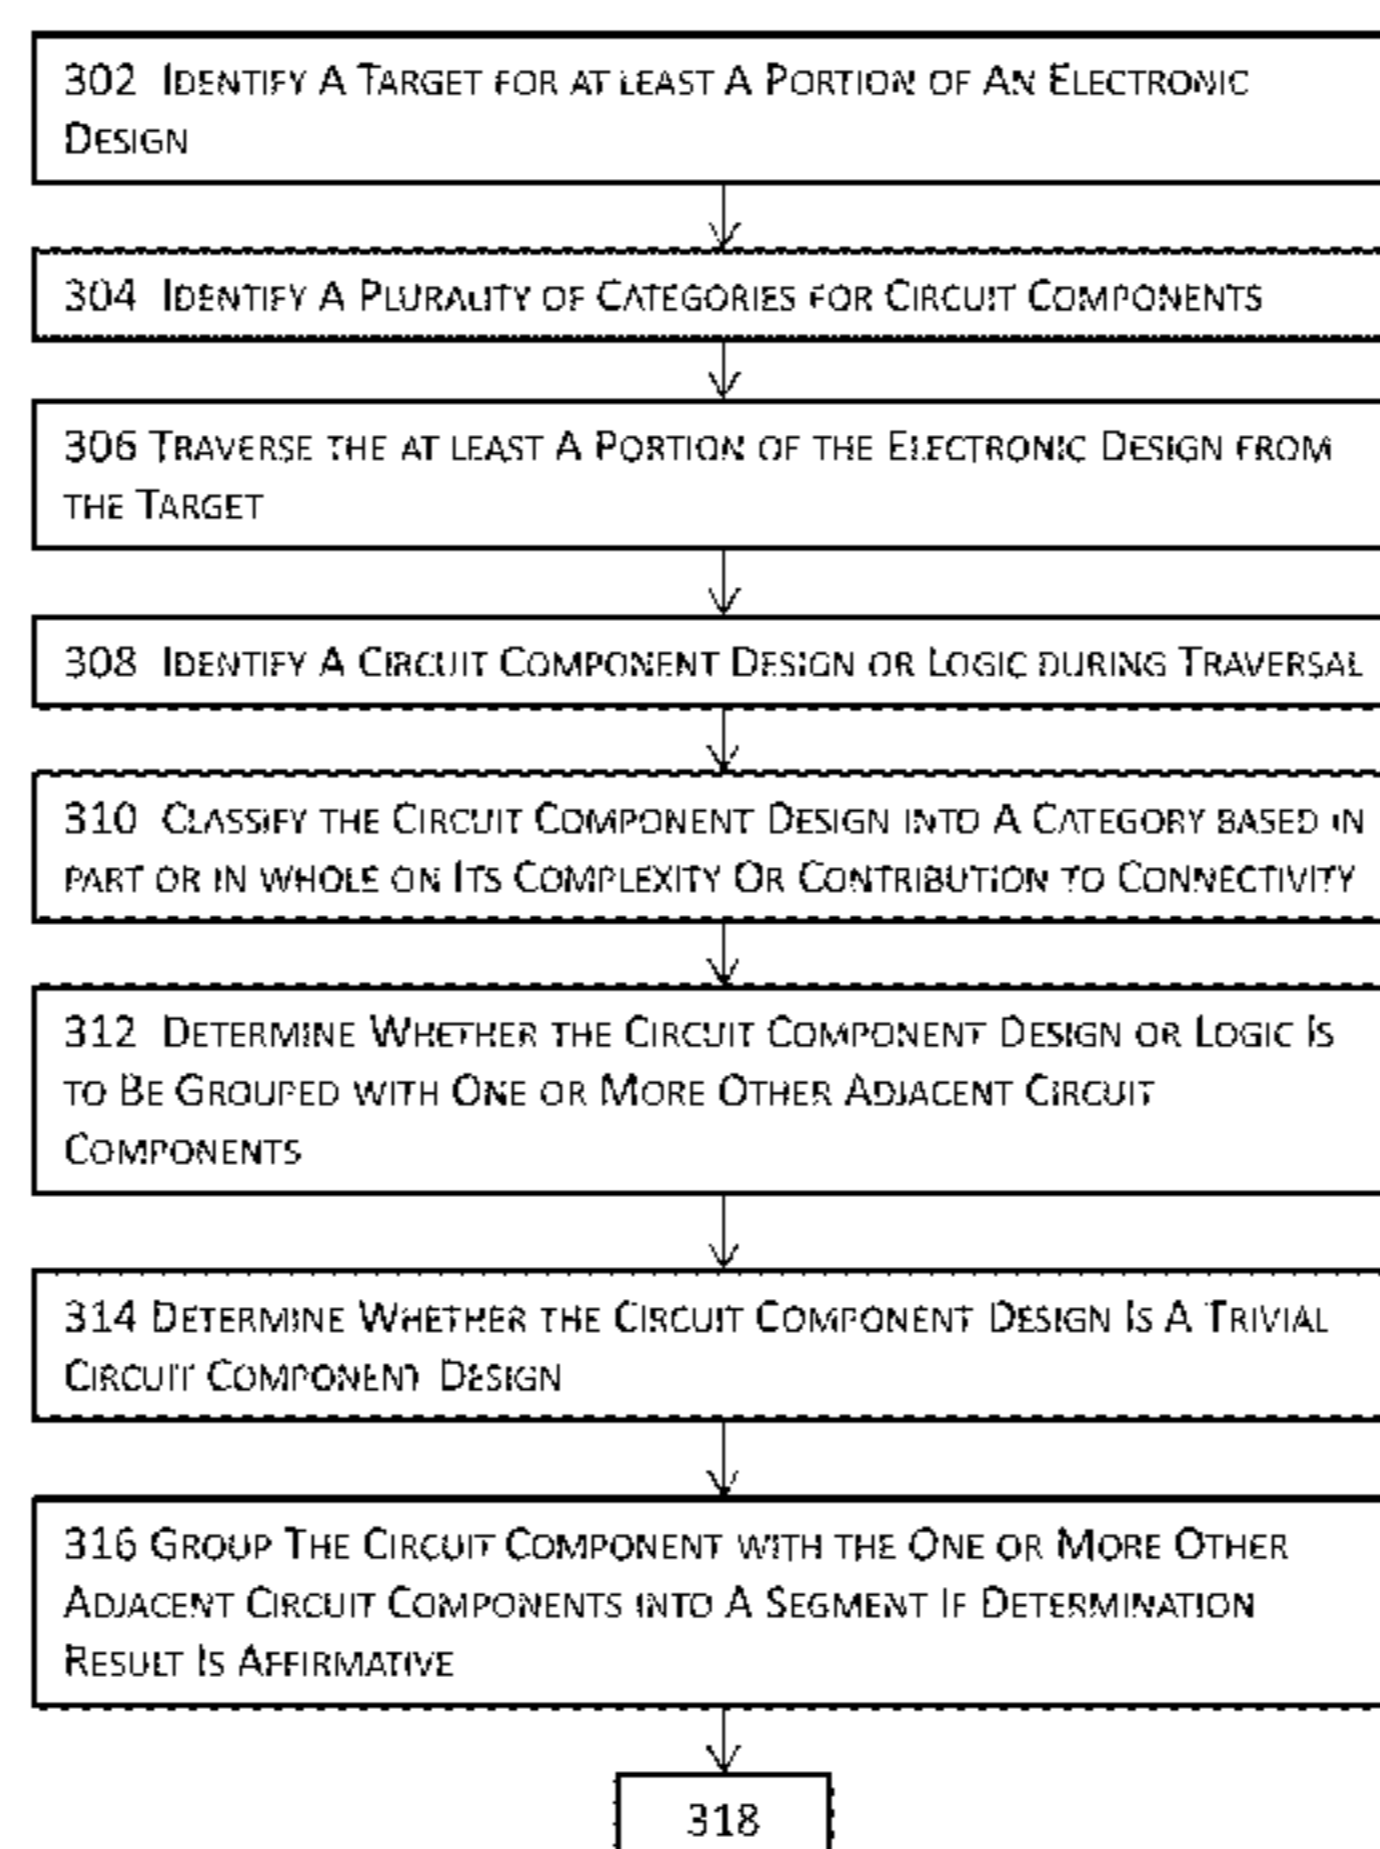 302 Identify A Target for at least A Portion of An Electronic
Design
304 Identify A Plurality of Categories for Circuit Components
306 Traverse the at least A Portion of the Electronic Design from
the Target
308 Identify A Circuit Component Design or Logic during Traversal
310 Classify the Circuit Component Design into A Category based in
part or in whole on Its Complexity Or Contribution to Connectivity
312 Determine Whether the Circuit Component Design or Logic Is
to Be Grouped with One or More Other Adjacent Circuit
Components
314 Determine Whether the Circuit Component Design Is A Trivial
Circuit Component Design
316 Group The Circuit Component with the One or More Other
Adjacent Circuit Components into A Segment If Determination
Result Is Affirmative
318